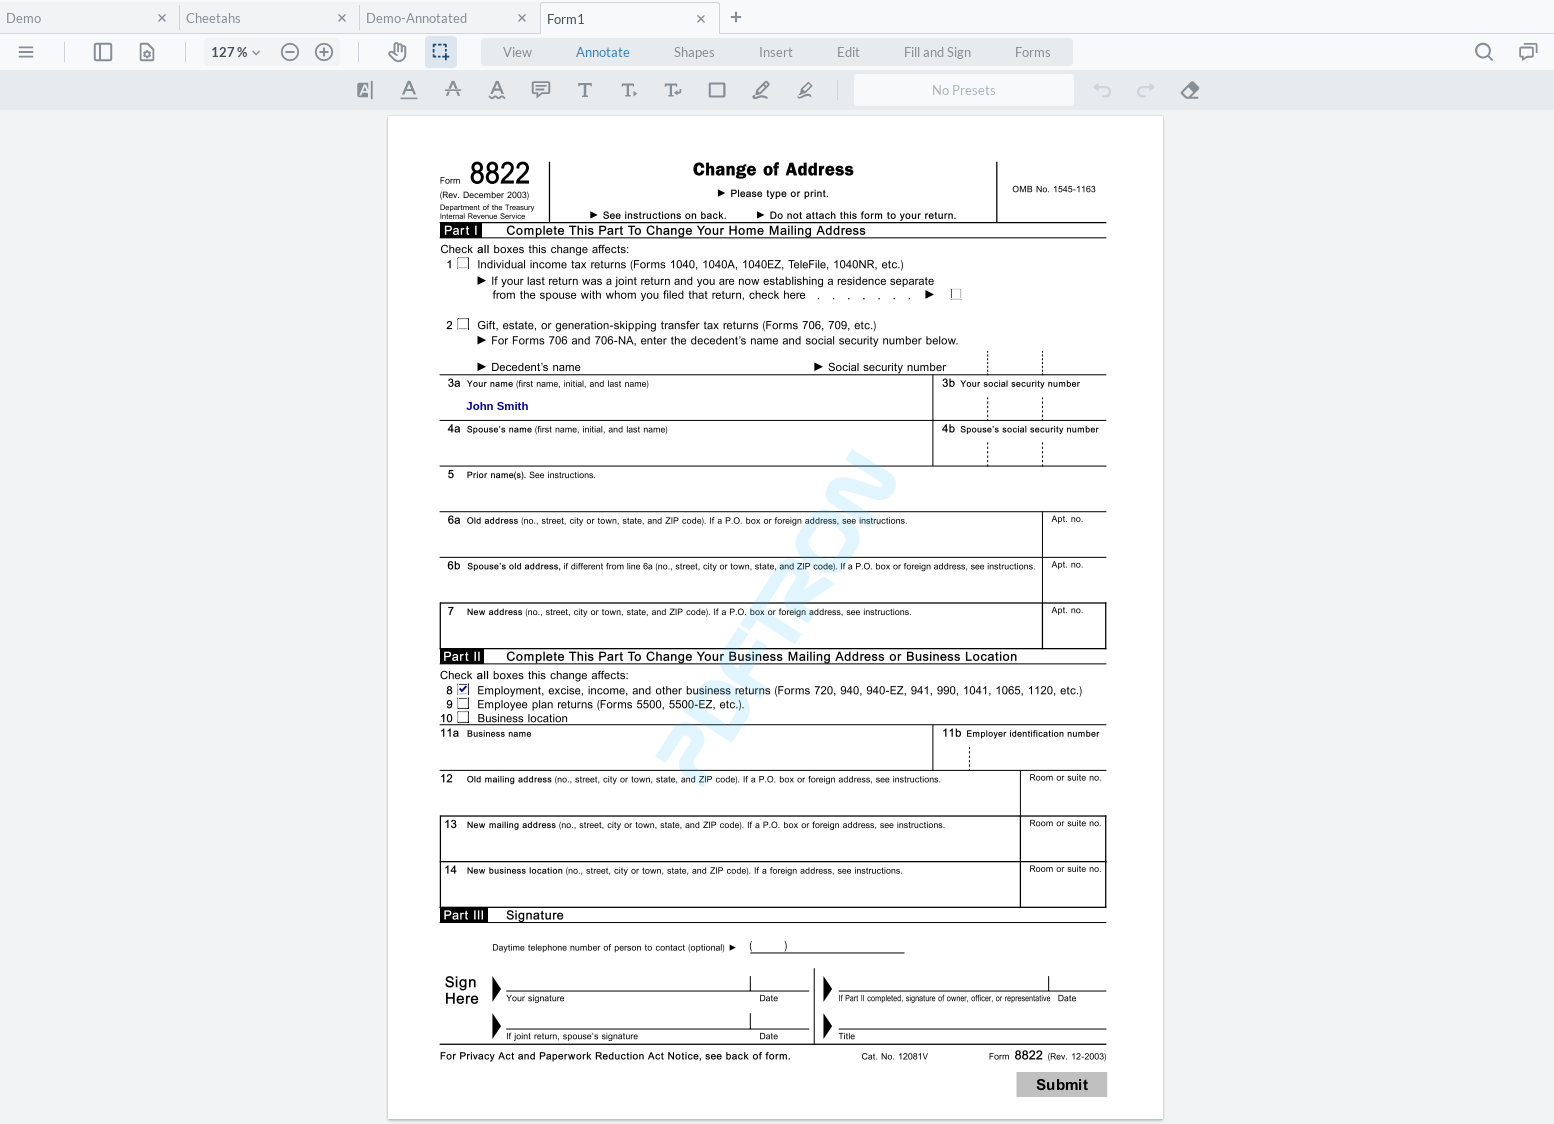 Demo
Cheetahs
Demo-Annotated
Form1
127 %
View
Annotate
Shapes
Insert
Edit
Fill and Sign
Forms
No Presets
Form 8822
(Rev. December 2003)
Department of the Treasury
Internal Revenue Service
Change of Address
► Please type or print.
► See instructions on back. ► Do not attach this form to your return.
OMB No. 1545-1163
Part I Complete This Part To Change Your Home Mailing Address
Check all boxes this change affects:
1 Individual income tax returns (Forms 1040, 1040A, 1040EZ, TeleFile, 1040NR, etc.)
► If your last return was a joint return and you are now establishing a residence separate
from the spouse with whom you filed that return, check here . . . . . . . ►
2 Gift, estate, or generation-skipping transfer tax returns (Forms 706, 709, etc.)
► For Forms 706 and 706-NA, enter the decedent's name and social security number below.
► Decedent's name ► Social security number
3a Your name (first name, initial, and last name) 3b Your social security number
John Smith
4a Spouse's name (first name, initial, and last name) 4b Spouse's social security number
5 Prior name(s). See instructions.
6a Old address (no., street, city or town, state, and ZIP code). If a P.O. box or foreign address, see instructions. Apt. no.
6b Spouse's old address, if different from line 6a (no., street, city or town, state, and ZIP code). If a P.O. box or foreign address, see instructions. Apt. no.
7 New address (no., street, city or town, state, and ZIP code). If a P.O. box or foreign address, see instructions. Apt. no.
PDFTRON
Part II Complete This Part To Change Your Business Mailing Address or Business Location
Check all boxes this change affects:
8 Employment, excise, income, and other business returns (Forms 720, 940, 940-EZ, 941, 990, 1041, 1065, 1120, etc.)
9 Employee plan returns (Forms 5500, 5500-EZ, etc.).
10 Business location
11a Business name 11b Employer identification number
12 Old mailing address (no., street, city or town, state, and ZIP code). If a P.O. box or foreign address, see instructions. Room or suite no.
13 New mailing address (no., street, city or town, state, and ZIP code). If a P.O. box or foreign address, see instructions. Room or suite no.
14 New business location (no., street, city or town, state, and ZIP code). If a foreign address, see instructions. Room or suite no.
Part III Signature
Daytime telephone number of person to contact (optional) ► ( )
Sign
Here
Your signature Date If Part II completed, signature of owner, officer, or representative Date
If joint return, spouse's signature Date Title
For Privacy Act and Paperwork Reduction Act Notice, see back of form. Cat. No. 12081V Form 8822 (Rev. 12-2003)
Submit